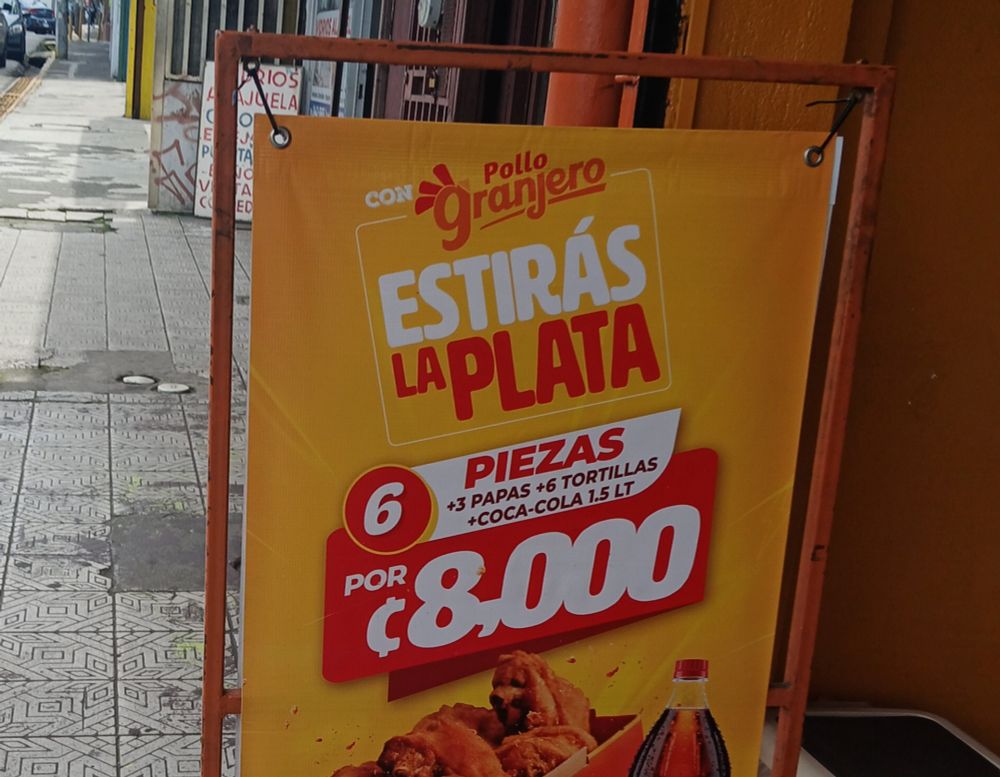 CON Pollo
granjero
ESTIRÁS
LA PLATA
6 PIEZAS
+3 PAPAS +6 TORTILLAS
+COCA-COLA 1.5 LT
POR
₡8,000